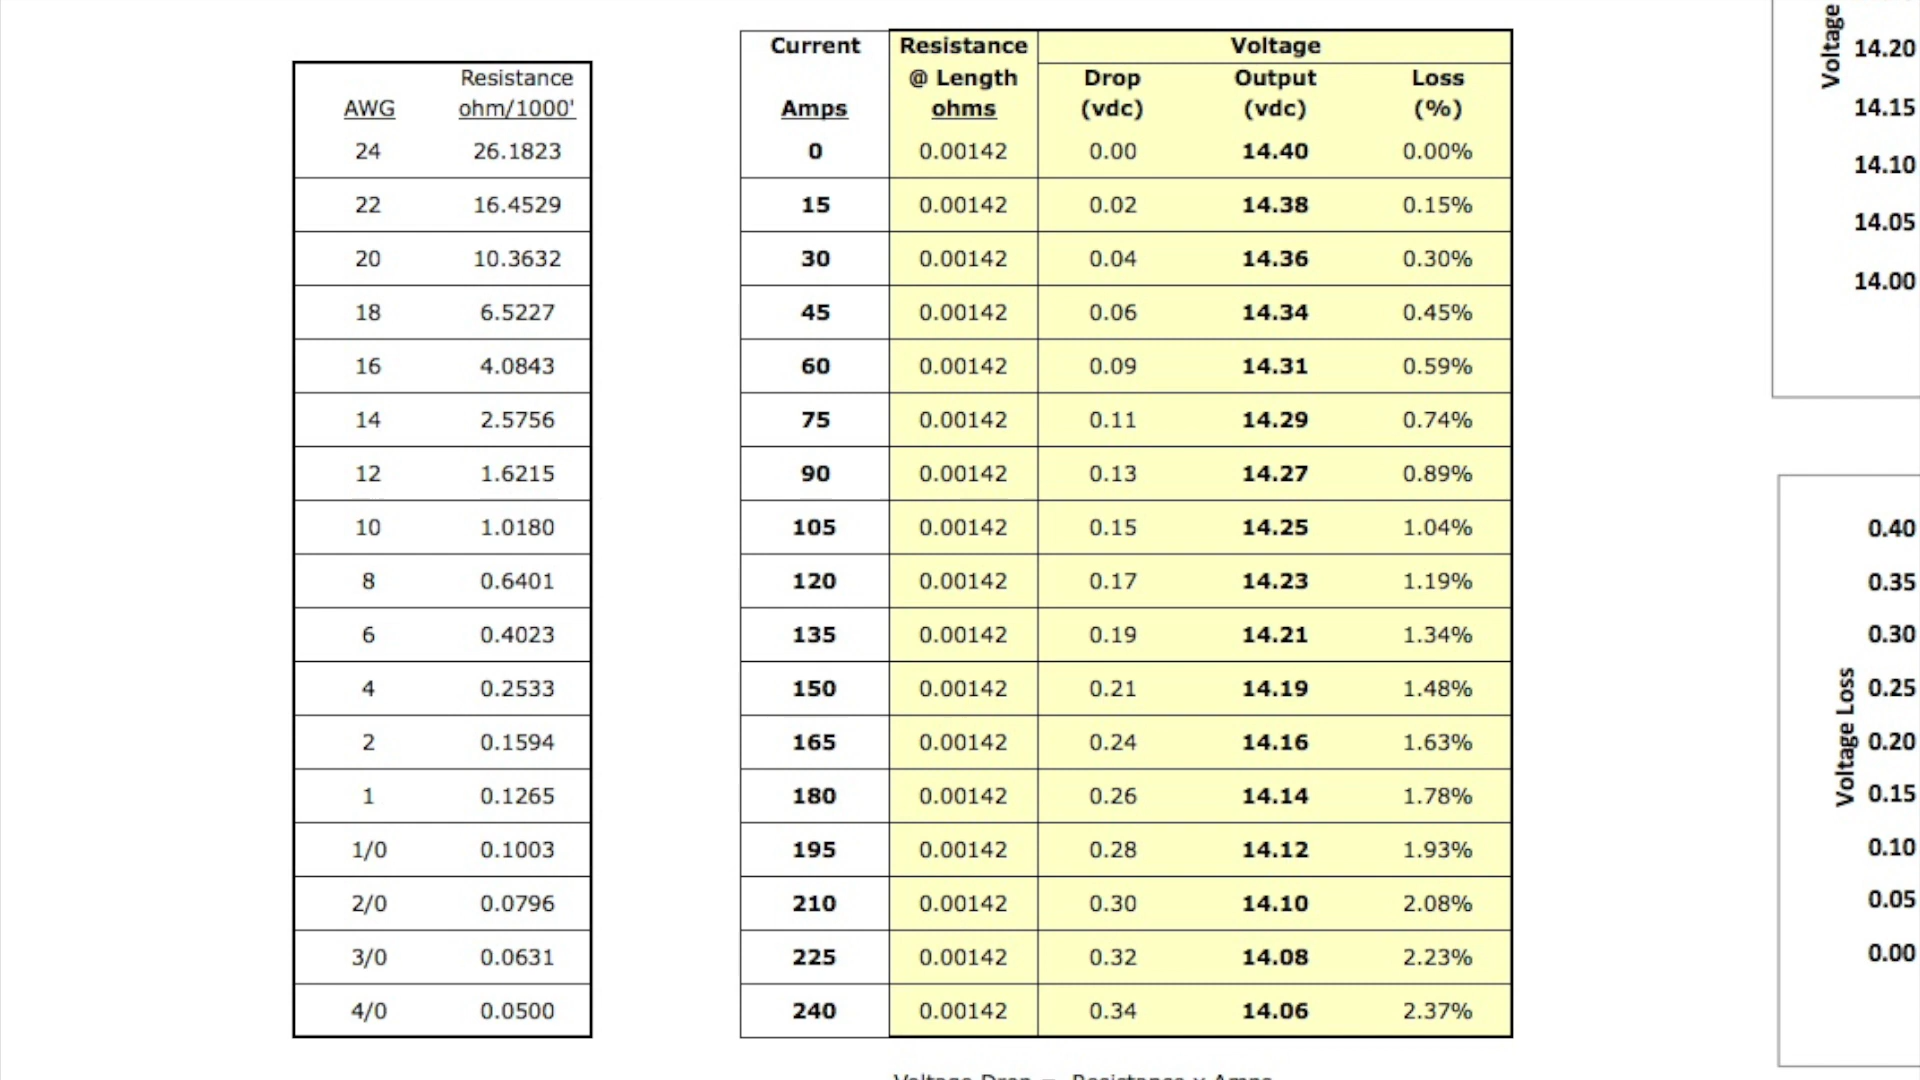 Resistance
AWG ohm/1000'
24 26.1823
22 16.4529
20 10.3632
18 6.5227
16 4.0843
14 2.5756
12 1.6215
10 1.0180
8 0.6401
6 0.4023
4 0.2533
2 0.1594
1 0.1265
1/0 0.1003
2/0 0.0796
3/0 0.0631
4/0 0.0500
Current Resistance Voltage
@ Length Drop Output Loss
Amps ohms (vdc) (vdc) (%)
0 0.00142 0.00 14.40 0.00%
15 0.00142 0.02 14.38 0.15%
30 0.00142 0.04 14.36 0.30%
45 0.00142 0.06 14.34 0.45%
60 0.00142 0.09 14.31 0.59%
75 0.00142 0.11 14.29 0.74%
90 0.00142 0.13 14.27 0.89%
105 0.00142 0.15 14.25 1.04%
120 0.00142 0.17 14.23 1.19%
135 0.00142 0.19 14.21 1.34%
150 0.00142 0.21 14.19 1.48%
165 0.00142 0.24 14.16 1.63%
180 0.00142 0.26 14.14 1.78%
195 0.00142 0.28 14.12 1.93%
210 0.00142 0.30 14.10 2.08%
225 0.00142 0.32 14.08 2.23%
240 0.00142 0.34 14.06 2.37%
Voltage Drop = Resistance x Amps
Voltage
14.20
14.15
14.10
14.05
14.00
Voltage Loss
0.40
0.35
0.30
0.25
0.20
0.15
0.10
0.05
0.00